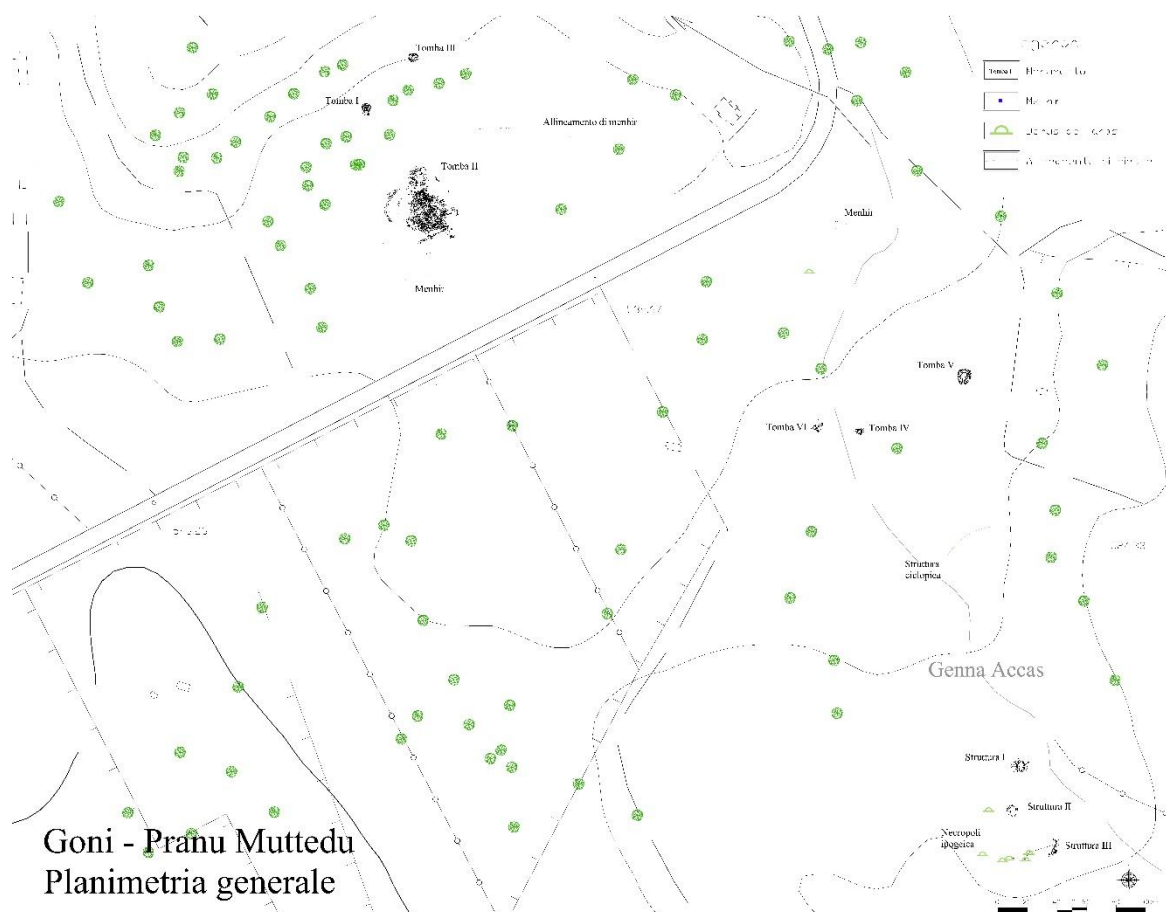 Tomba III
Tomba I
Allineamento di menhir
Tomba II
Menhir
Menhir
Tomba V
Tomba VI
Tomba IV
Struttura
ciclopica
Genna Accas
Struttura I
Struttura II
Necropoli
ipogeica
Struttura III
Goni - Pranu Muttedu
Planimetria generale